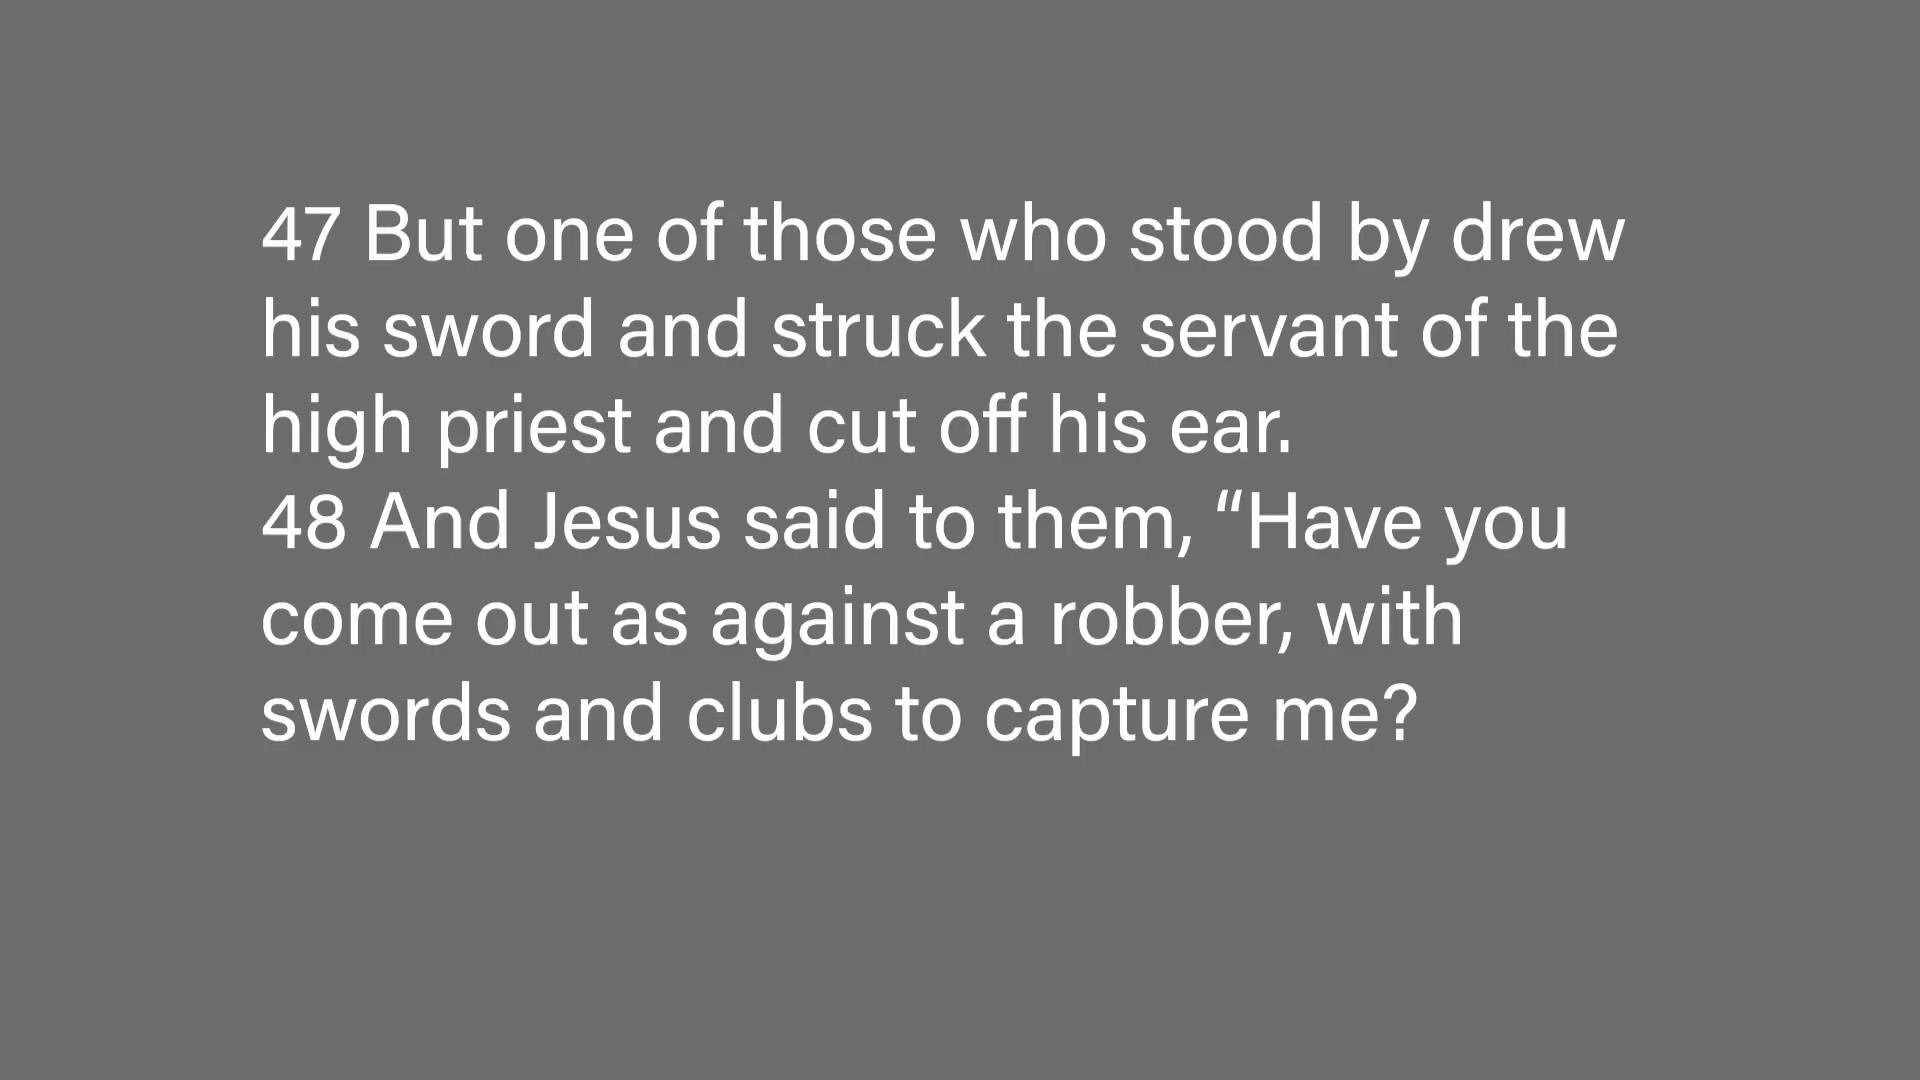 47 But one of those who stood by drew
his sword and struck the servant of the
high priest and cut off his ear.
48 And Jesus said to them, “Have you
come out as against a robber, with
swords and clubs to capture me?